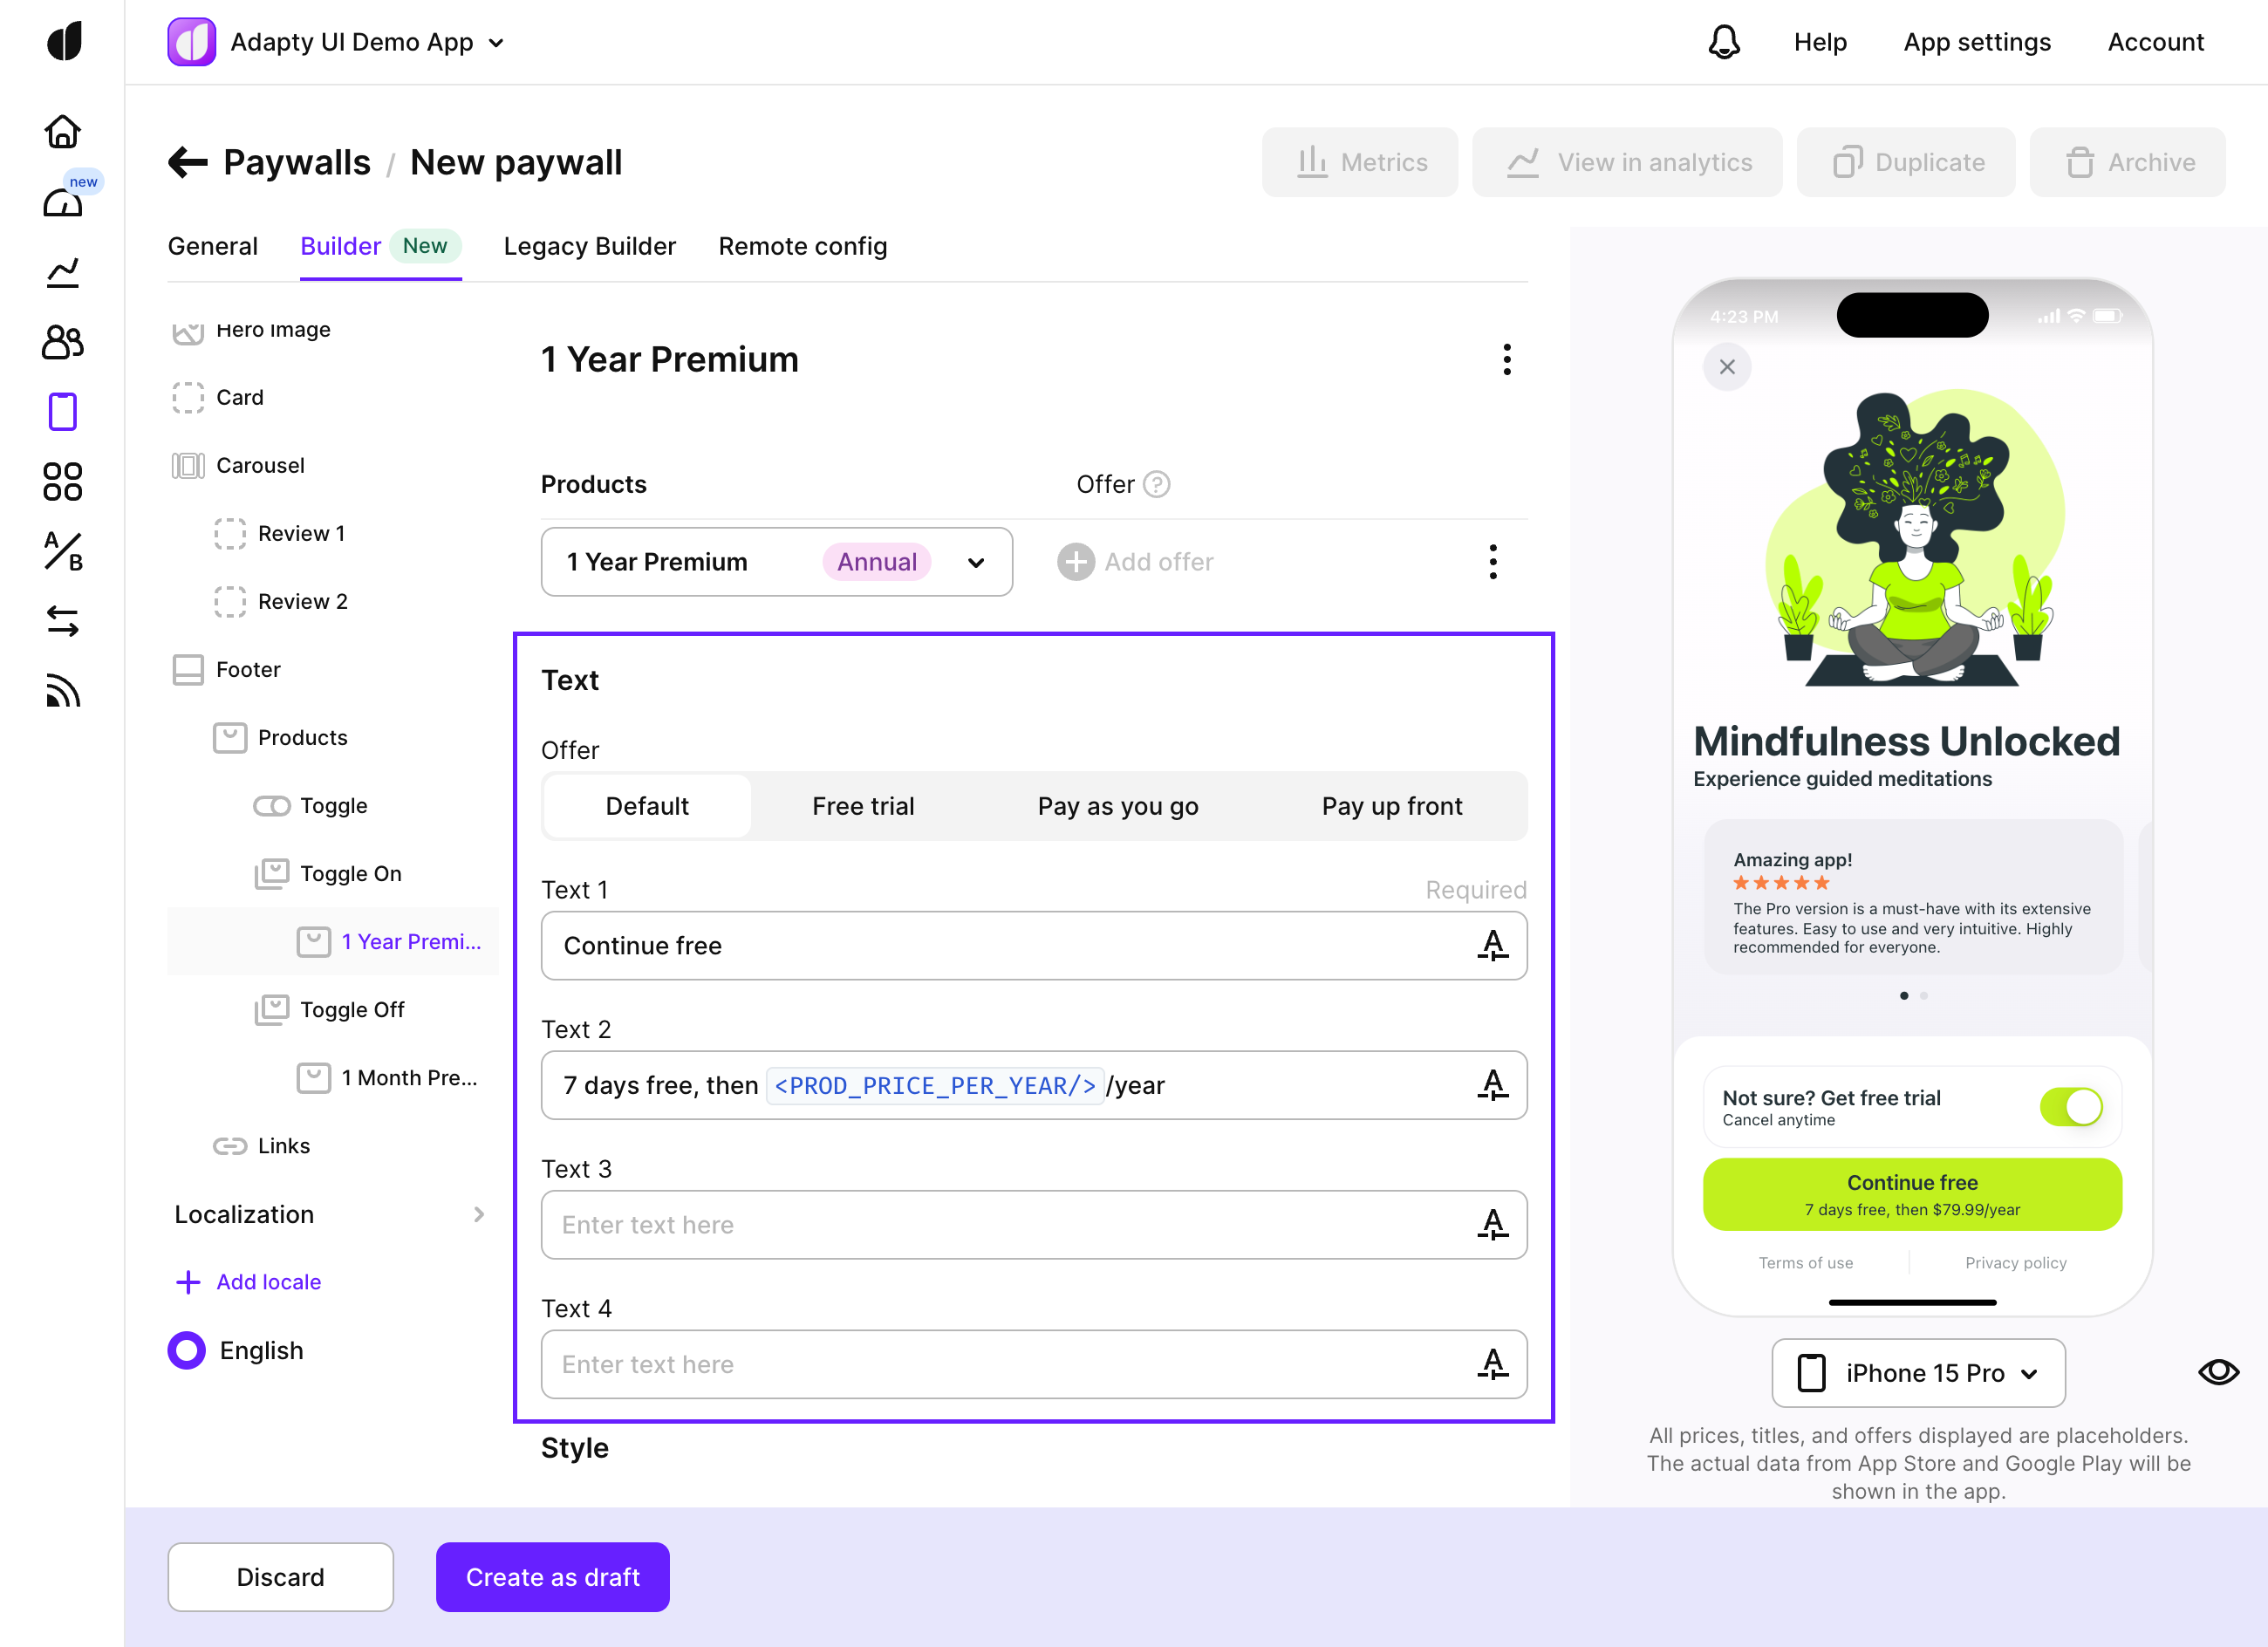 Adapty UI Demo App
Help
App settings
Account
new
Paywalls / New paywall
Metrics
View in analytics
Duplicate
Archive
General
Builder New
Legacy Builder
Remote config
Hero Image
Card
Carousel
Review 1
Review 2
Footer
Products
Toggle
Toggle On
1 Year Premi...
Toggle Off
1 Month Pre...
Links
Localization
Add locale
English
A/B
1 Year Premium
Products
Offer ?
1 Year Premium Annual
Add offer
Text
Offer
Default
Free trial
Pay as you go
Pay up front
Text 1
Required
Continue free
Text 2
7 days free, then <PROD_PRICE_PER_YEAR/>/year
Text 3
Enter text here
Text 4
Enter text here
Style
4:23 PM
Mindfulness Unlocked
Experience guided meditations
Amazing app!
The Pro version is a must-have with its extensive
features. Easy to use and very intuitive. Highly
recommended for everyone.
Not sure? Get free trial
Cancel anytime
Continue free
7 days free, then $79.99/year
Terms of use
Privacy policy
iPhone 15 Pro
All prices, titles, and offers displayed are placeholders.
The actual data from App Store and Google Play will be
shown in the app.
Discard
Create as draft